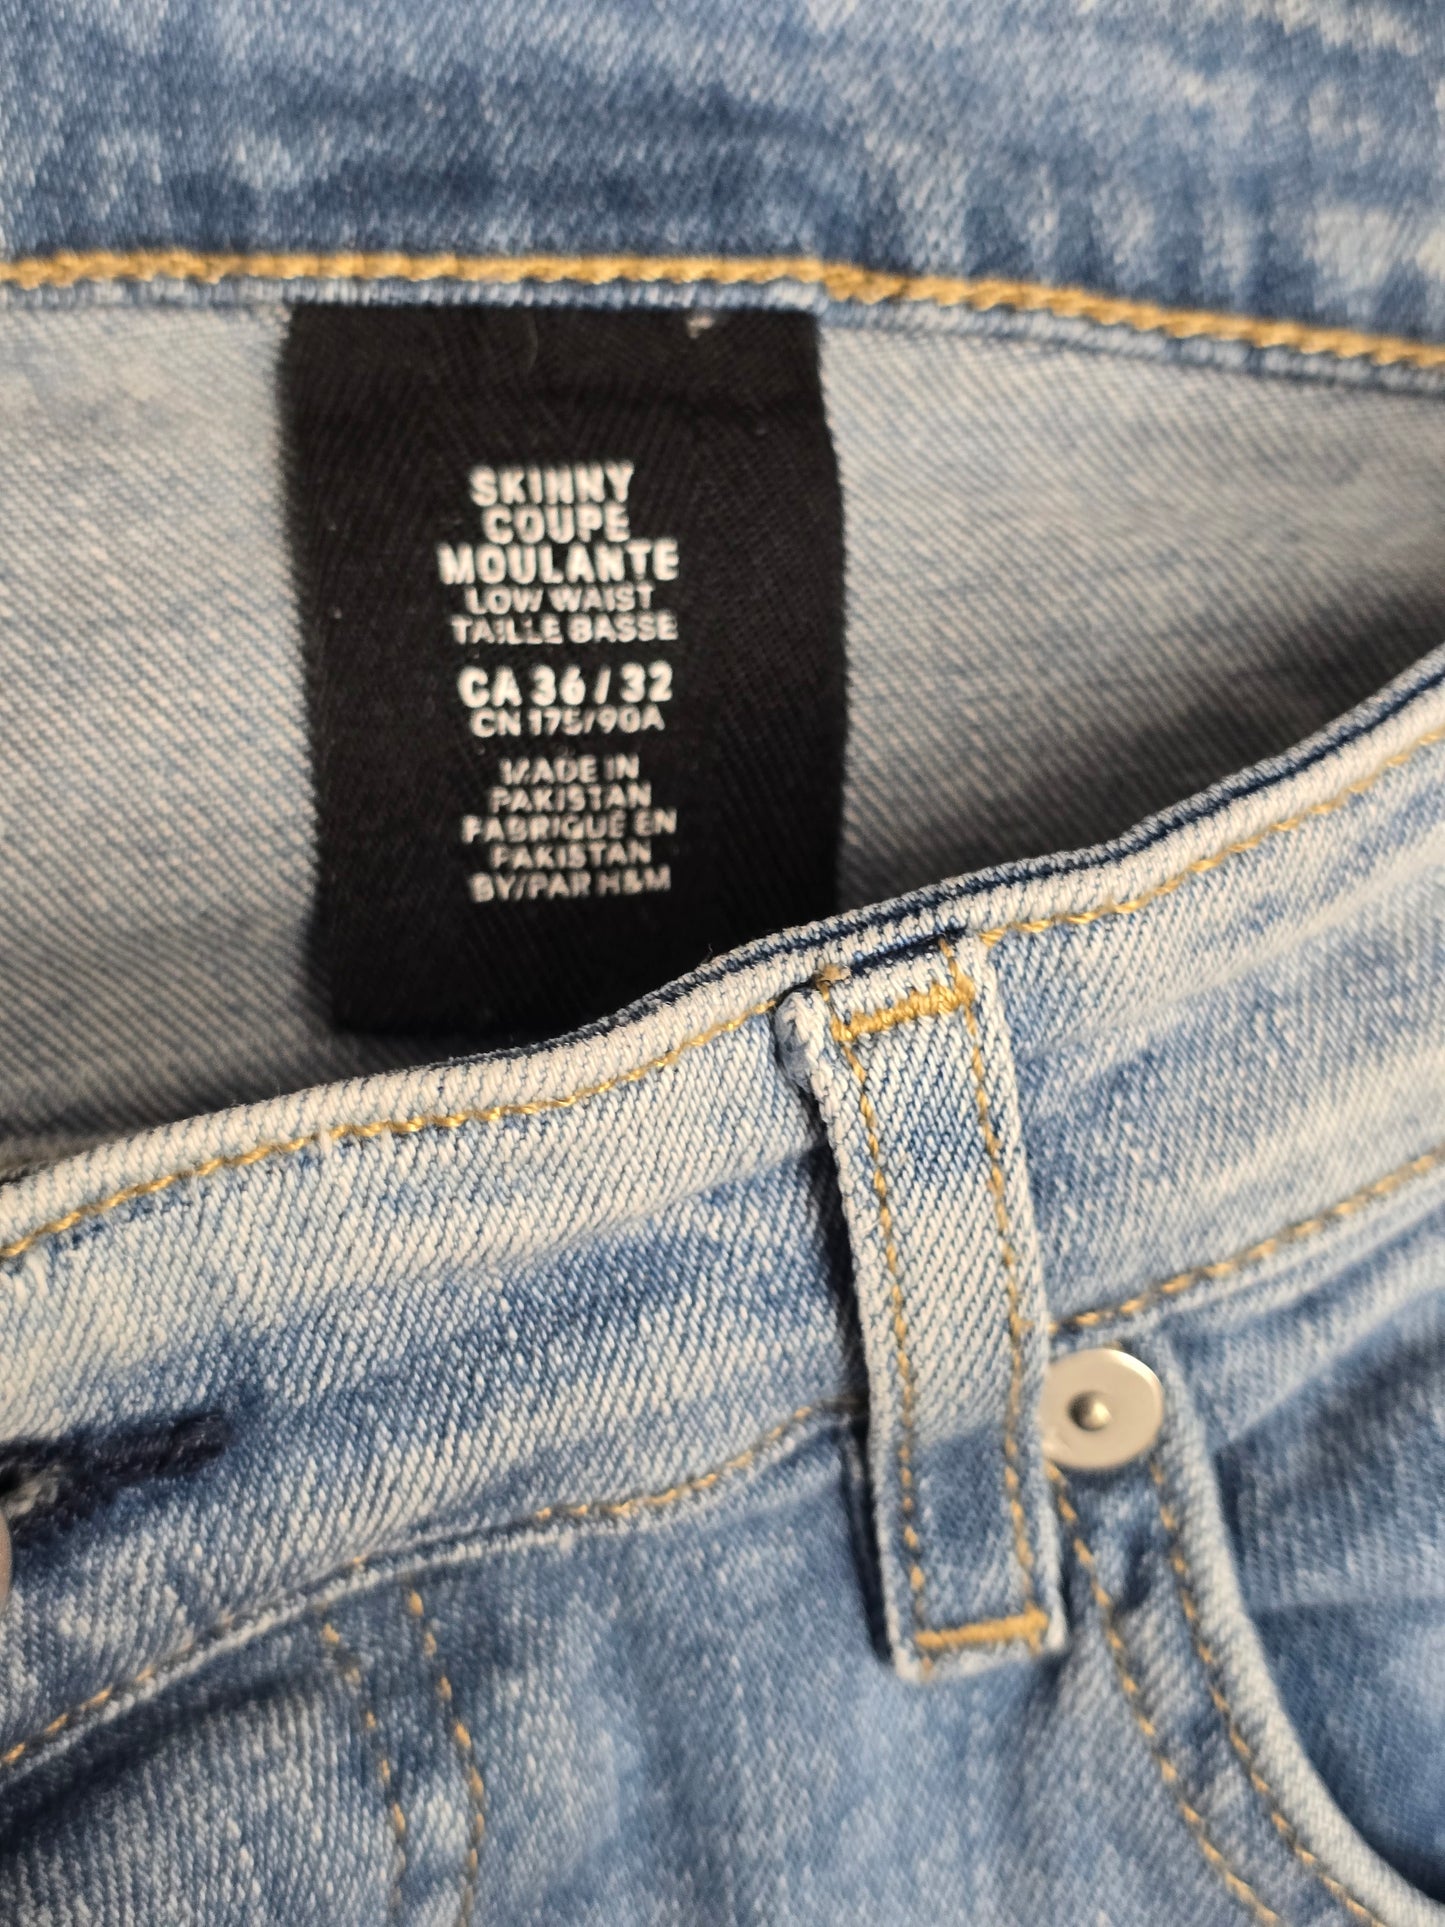 SKINNY
COUPE
MOULANTE
LOW WAIST
TAILLE BASSE
CA 36 / 32
CN 175/90A
MADE IN
PAKISTAN
FABRIQUÉ EN
PAKISTAN
BY/PAR H&M